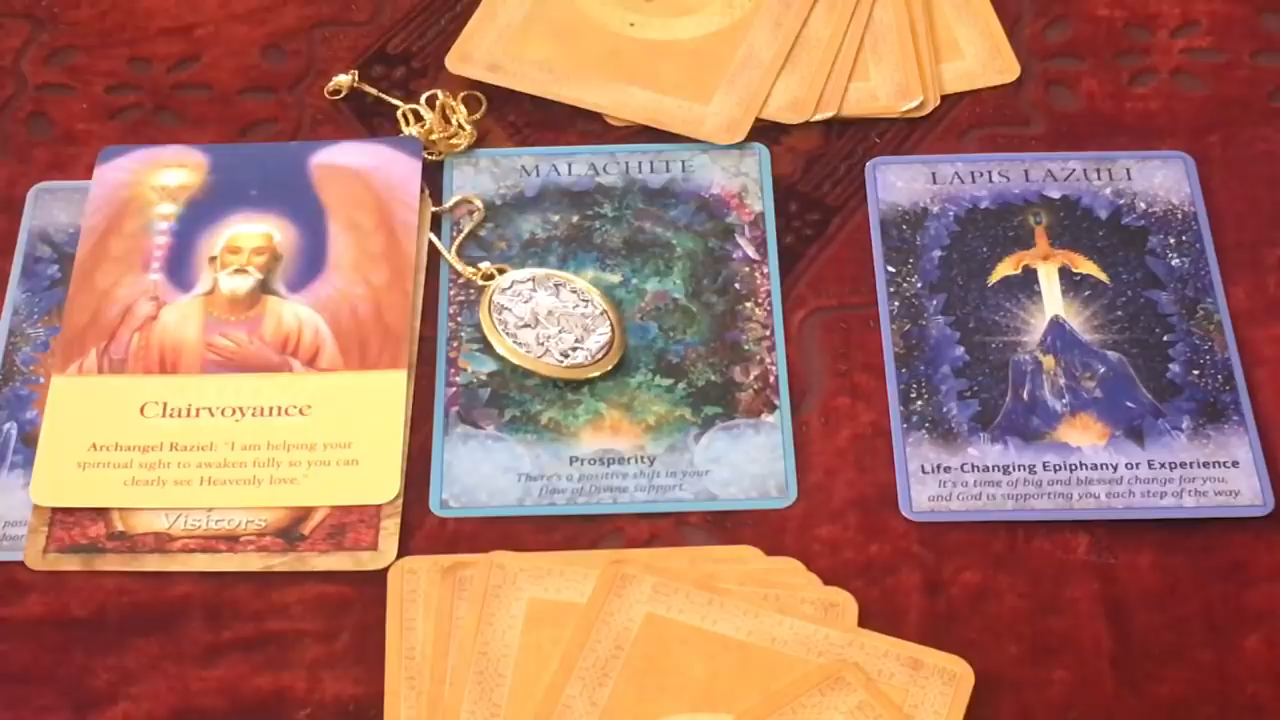 Clairvoyance
Archangel Raziel: "I am helping your
spiritual sight to awaken fully so you can
clearly see Heavenly love."
Visitors
MALACHITE
Prosperity
There's a positive shift in your
flow of Divine support.
LAPIS LAZULI
Life-Changing Epiphany or Experience
It's a time of big and blessed change for you,
and God is supporting you each step of the way.